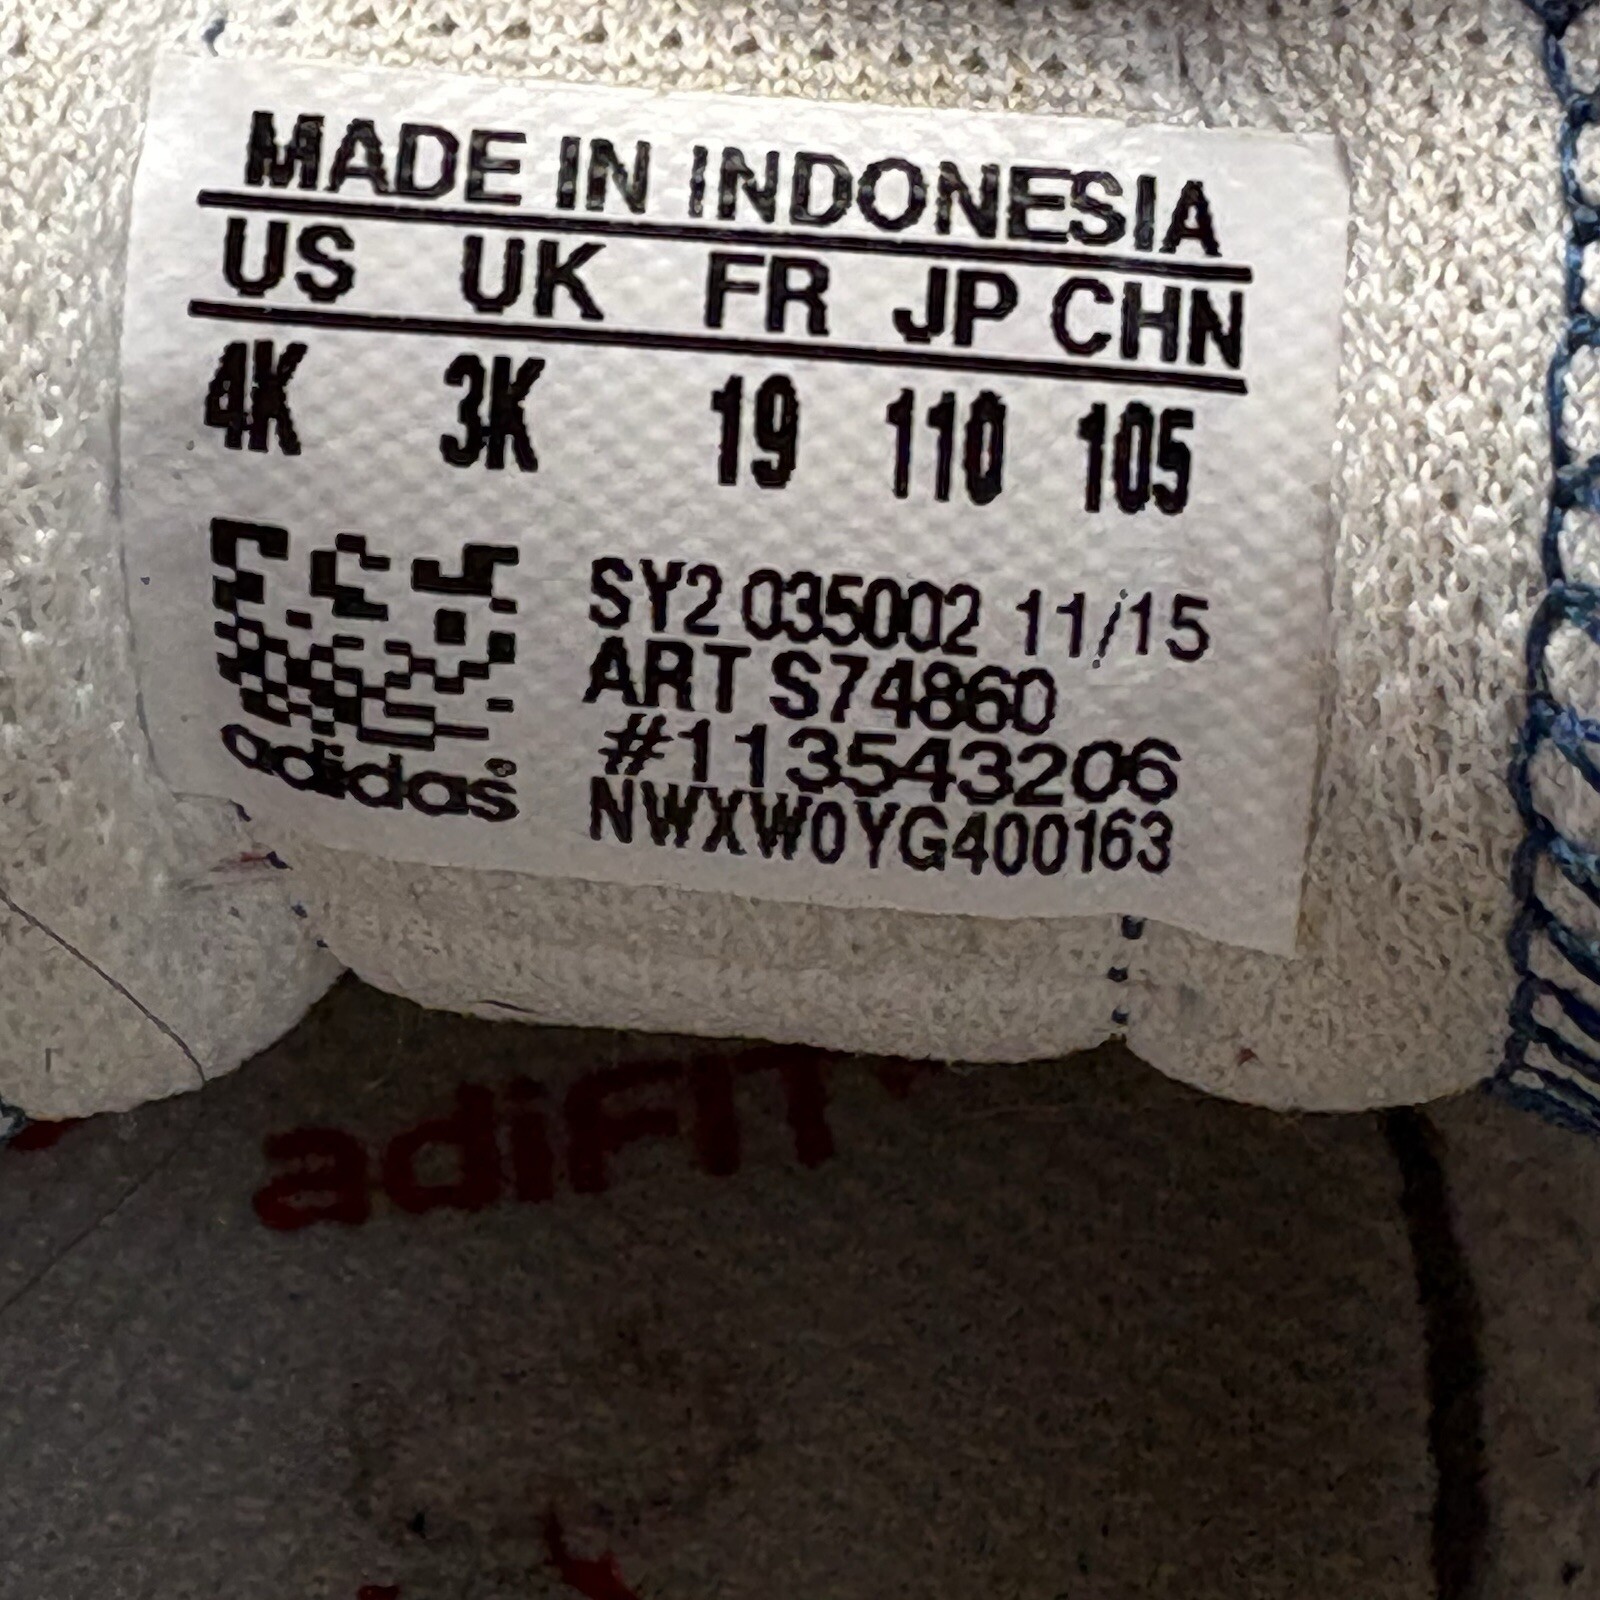 MADE IN INDONESIA
US UK FR JP CHN
4K 3K 19 110 105
SY2 035002 11/15
ART S74860
#113543206
NWXW0YG400163
adidas®
adiFIT